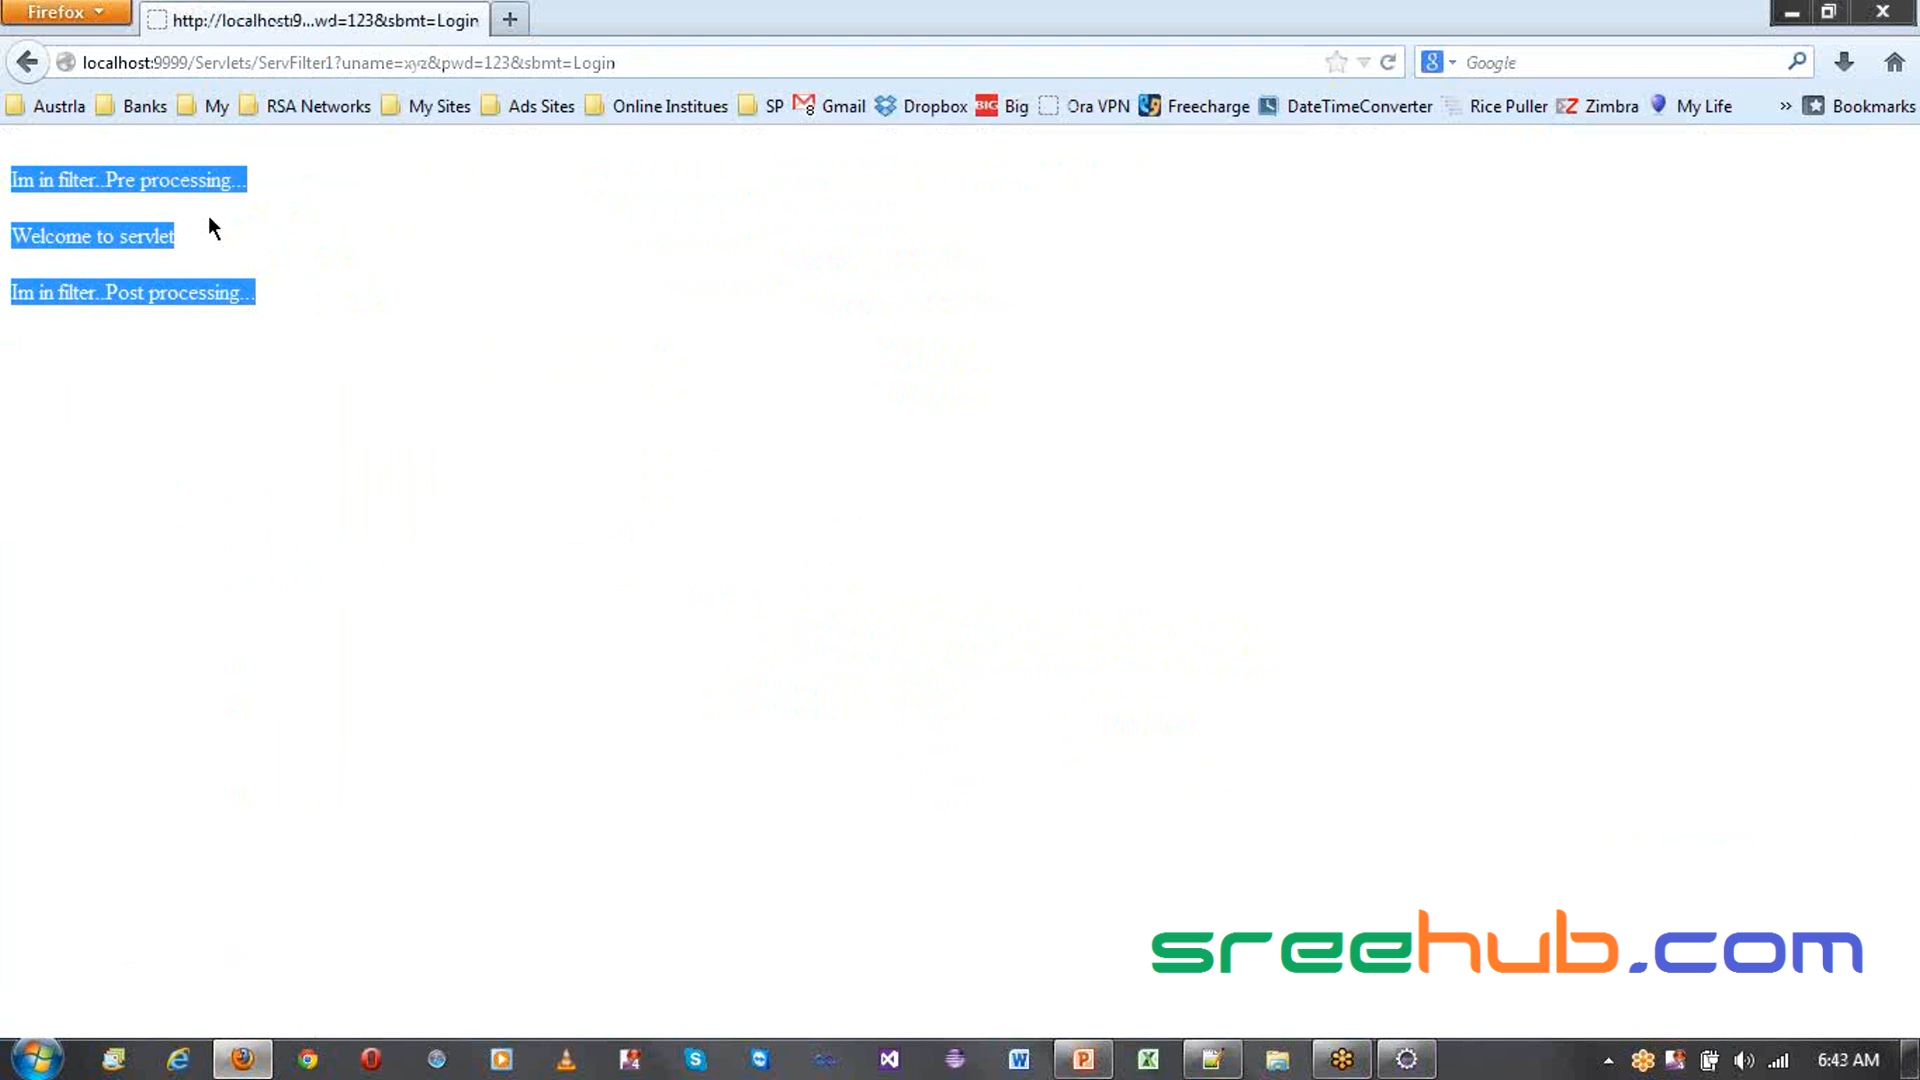 Firefox
http://localhost:9...wd=123&sbmt=Login
localhost:9999/Servlets/ServFilter1?uname=xyz&pwd=123&sbmt=Login
Google
Austrla Banks My RSA Networks My Sites Ads Sites Online Institues SP Gmail Dropbox BIG Big Ora VPN Freecharge DateTimeConverter Rice Puller Zimbra My Life » Bookmarks
Im in filter..Pre processing...
Welcome to servlet
Im in filter..Post processing...
sreehub.com
6:43 AM